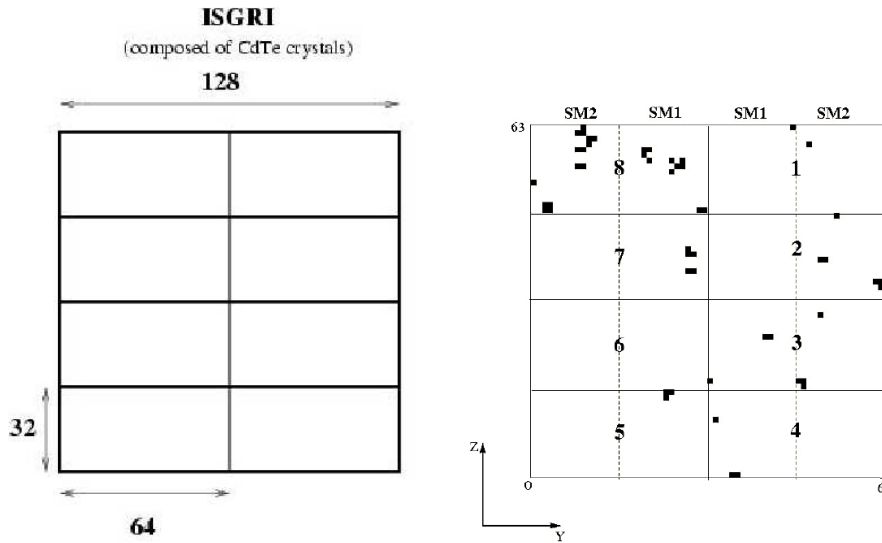 ISGRI
(composed of CdTe crystals)
128
32
64
SM2 SM1 SM1 SM2
63
8 1
7 2
6 3
5 4
Z
0
6
Y